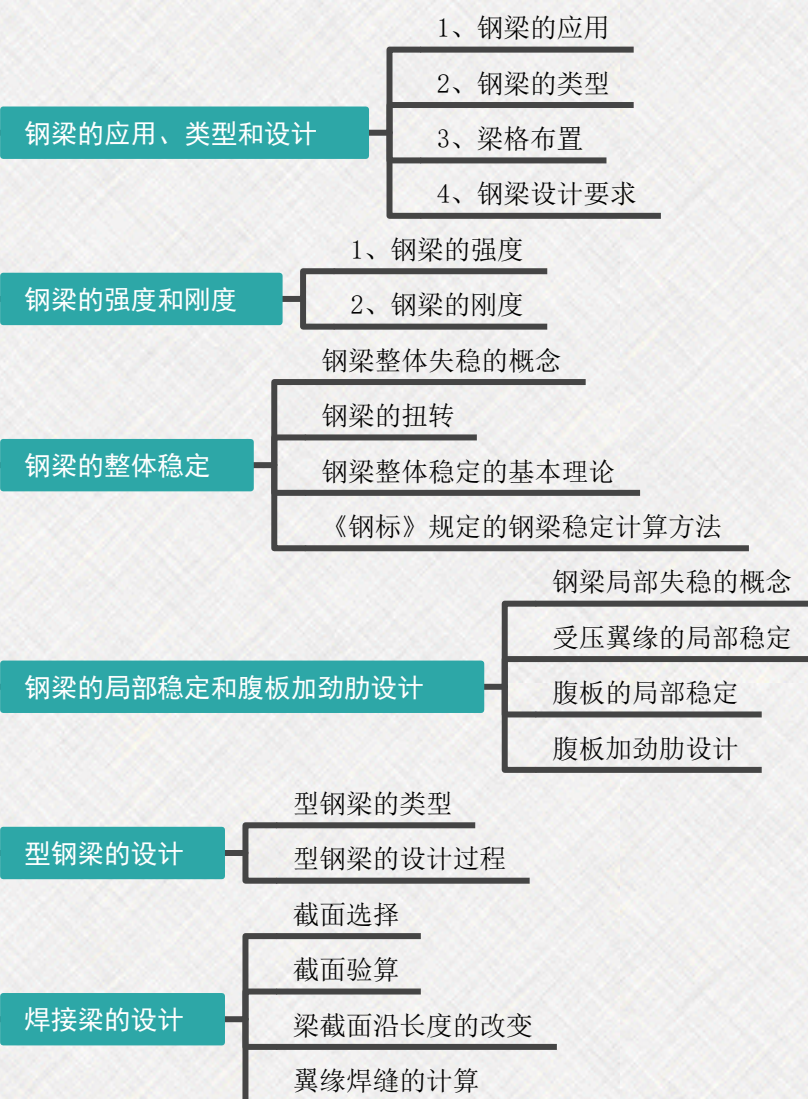 钢梁的应用、类型和设计
1、钢梁的应用
2、钢梁的类型
3、梁格布置
4、钢梁设计要求
钢梁的强度和刚度
1、钢梁的强度
2、钢梁的刚度
钢梁的整体稳定
钢梁整体失稳的概念
钢梁的扭转
钢梁整体稳定的基本理论
《钢标》规定的钢梁稳定计算方法
钢梁的局部稳定和腹板加劲肋设计
钢梁局部失稳的概念
受压翼缘的局部稳定
腹板的局部稳定
腹板加劲肋设计
型钢梁的设计
型钢梁的类型
型钢梁的设计过程
焊接梁的设计
截面选择
截面验算
梁截面沿长度的改变
翼缘焊缝的计算